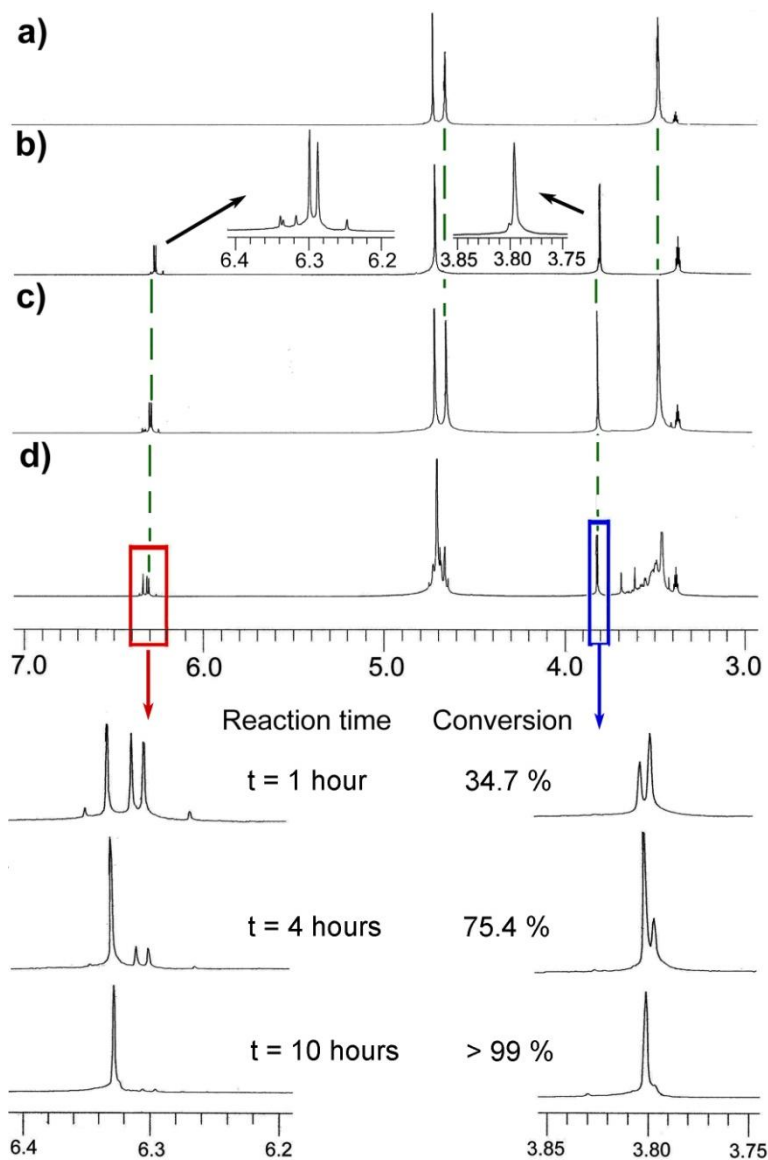 a)
b)
6.4 6.3 6.2
3.85 3.80 3.75
c)
d)
7.0 6.0 5.0 4.0 3.0
Reaction time Conversion
t = 1 hour 34.7 %
t = 4 hours 75.4 %
t = 10 hours > 99 %
6.4 6.3 6.2
3.85 3.80 3.75